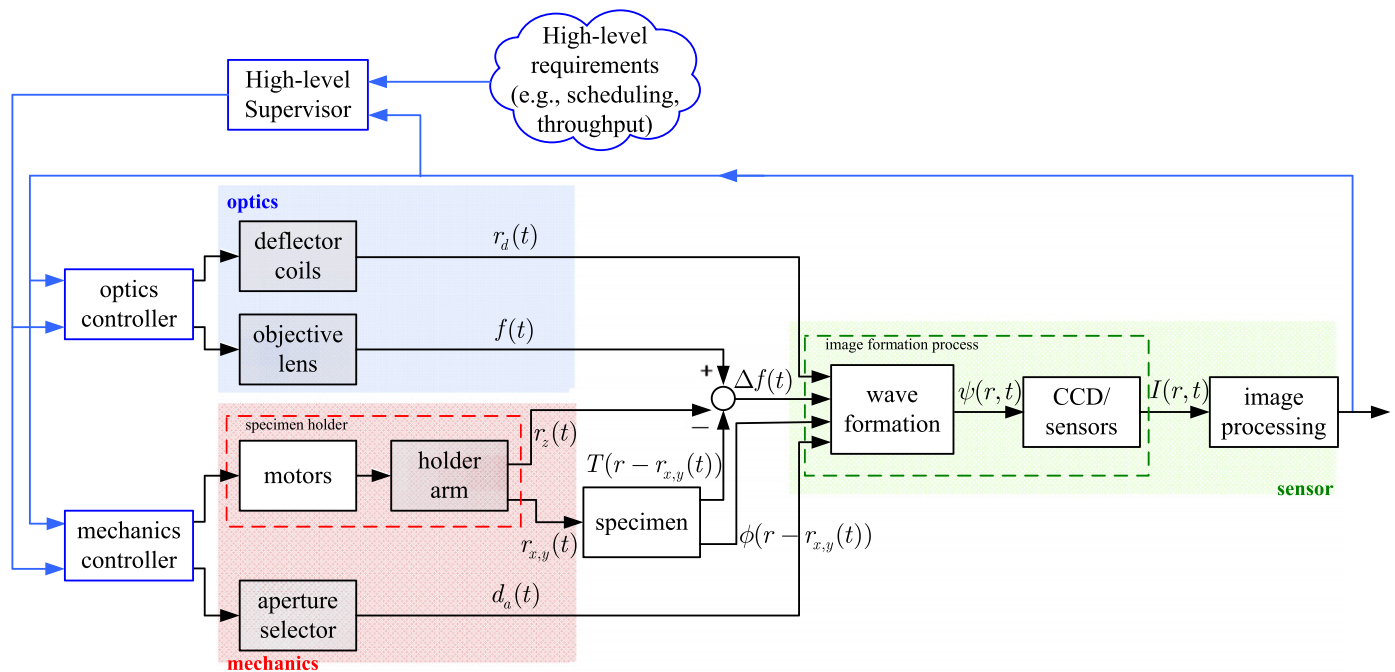 High-level
requirements
(e.g., scheduling,
throughput)
High-level
Supervisor
optics
deflector
coils
r_d(t)
optics
controller
objective
lens
f(t)
+
Δf(t)
−
image formation process
wave
formation
ψ(r,t)
CCD/
sensors
I(r,t)
image
processing
sensor
specimen holder
motors
holder
arm
r_z(t)
T(r − r_{x,y}(t))
specimen
r_{x,y}(t)
ϕ(r − r_{x,y}(t))
mechanics
controller
aperture
selector
d_a(t)
mechanics